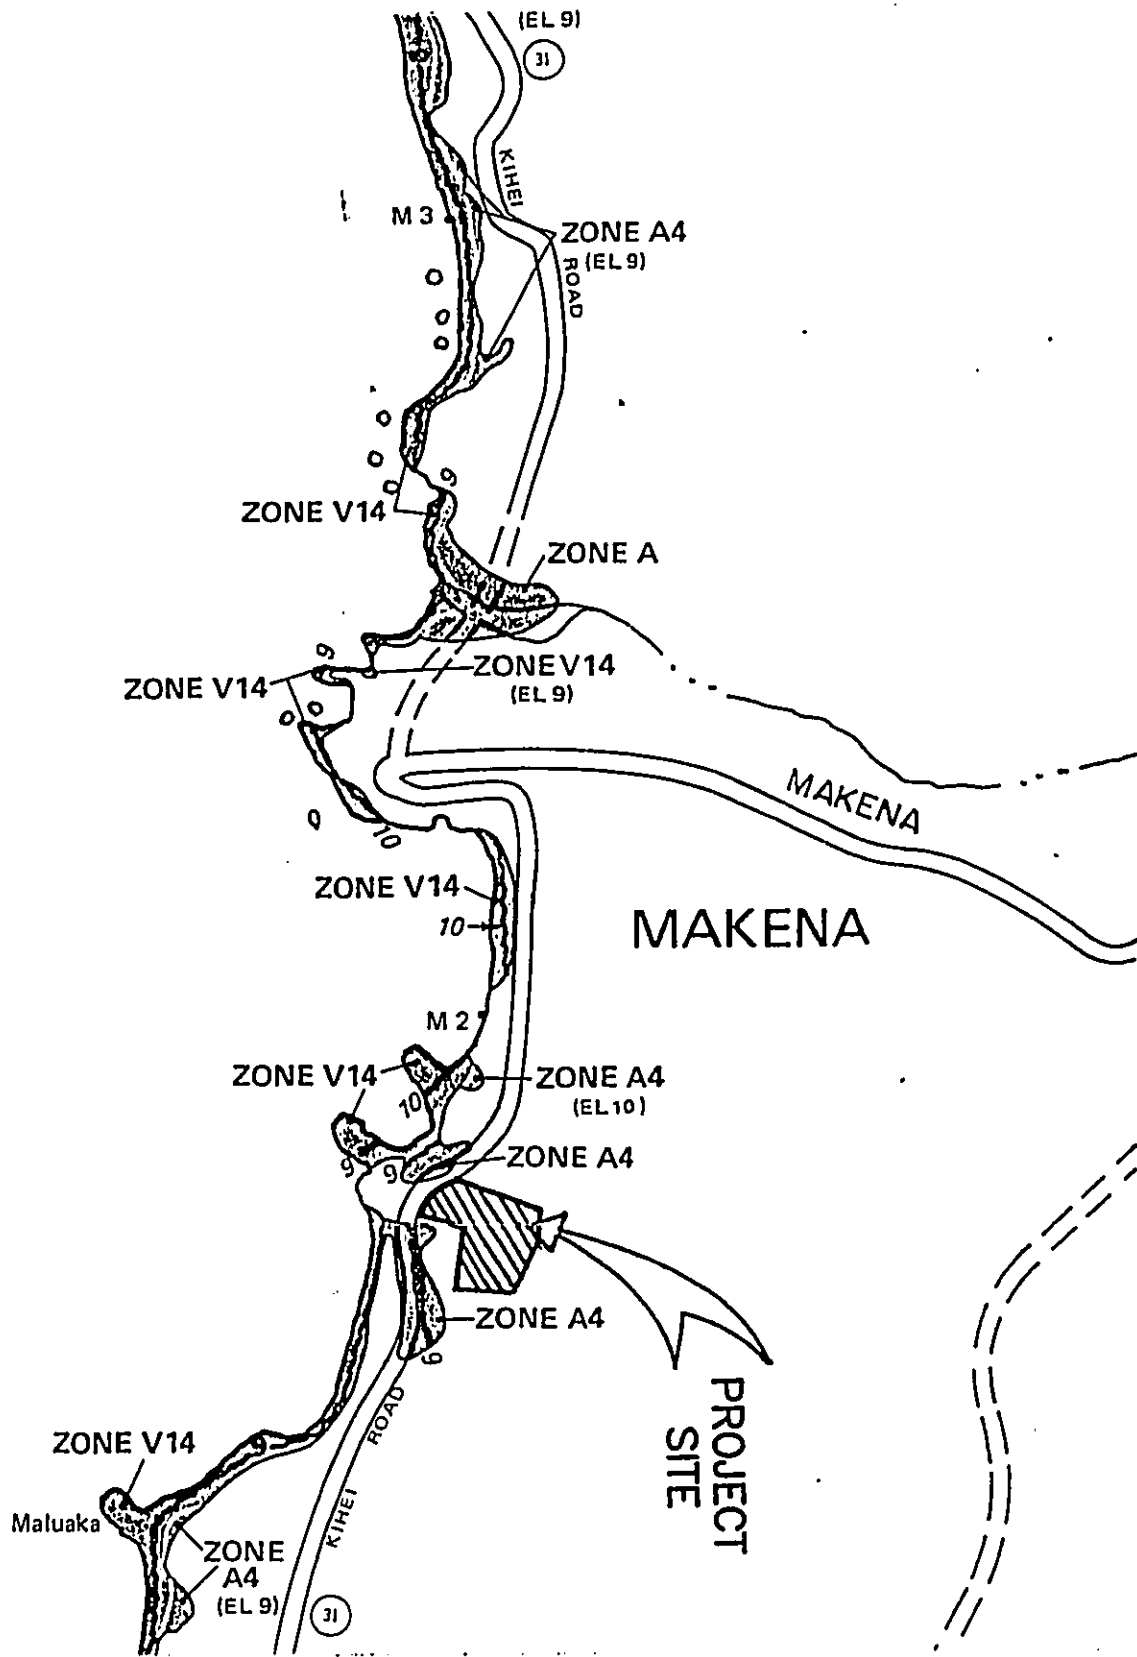 (EL 9)
31
KIHEI
ROAD
M 3
ZONE A4
(EL 9)
9
ZONE V14
ZONE A
9
ZONE V14
ZONE V14
(EL 9)
MAKENA
10
ZONE V14
10
MAKENA
M 2
ZONE V14
ZONE A4
(EL 10)
10
9
9
ZONE A4
ZONE A4
9
PROJECT
SITE
KIHEI ROAD
ZONE V14
Maluaka
ZONE
A4
(EL 9)
31